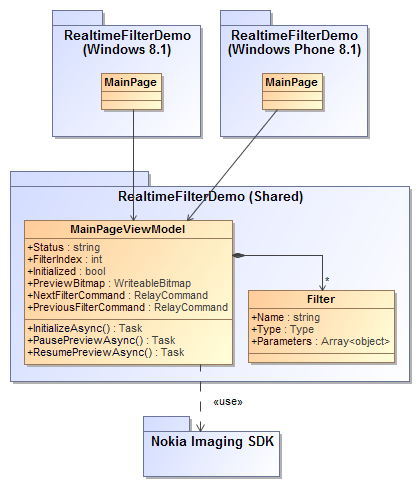 RealtimeFilterDemo
(Windows 8.1)
MainPage
RealtimeFilterDemo
(Windows Phone 8.1)
MainPage
RealtimeFilterDemo (Shared)
MainPageViewModel
+Status : string
+FilterIndex : int
+Initialized : bool
+PreviewBitmap : WriteableBitmap
+NextFilterCommand : RelayCommand
+PreviousFilterCommand : RelayCommand
+InitializeAsync() : Task
+PausePreviewAsync() : Task
+ResumePreviewAsync() : Task
*
Filter
+Name : string
+Type : Type
+Parameters : Array<object>
«use»
Nokia Imaging SDK